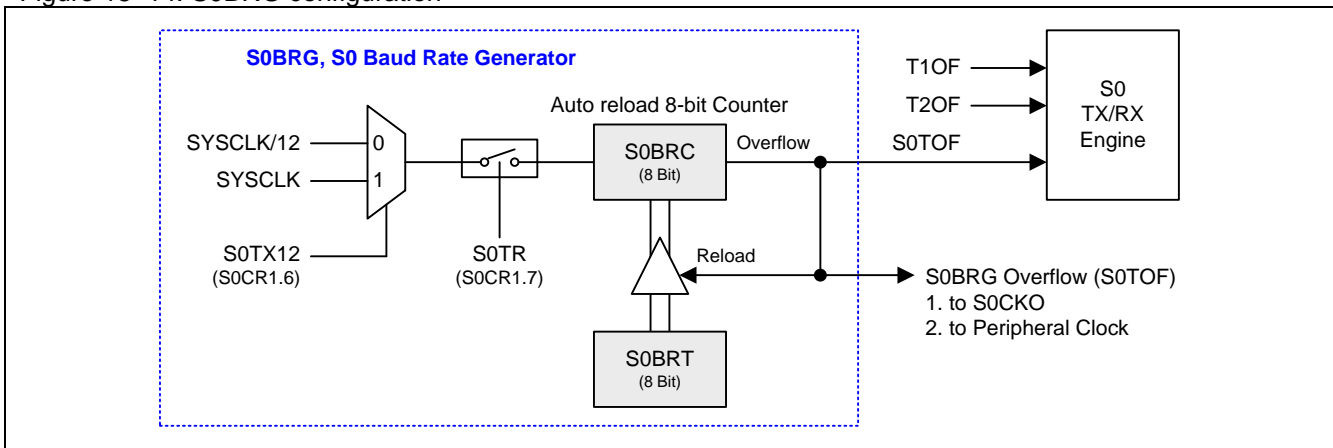 S0BRG, S0 Baud Rate Generator
Auto reload 8-bit Counter
SYSCLK/12
SYSCLK
0
1
S0TX12
(S0CR1.6)
S0TR
(S0CR1.7)
S0BRC
(8 Bit)
Overflow
Reload
S0BRT
(8 Bit)
T1OF
T2OF
S0TOF
S0
TX/RX
Engine
S0BRG Overflow (S0TOF)
1. to S0CKO
2. to Peripheral Clock